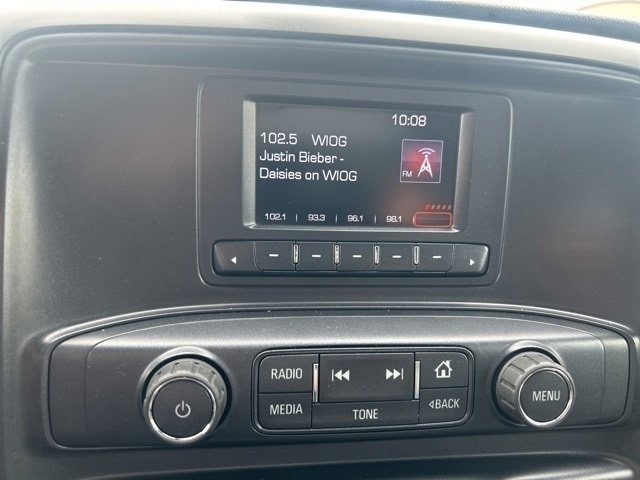 10:08
102.5 WIOG
Justin Bieber -
Daisies on WIOG
FM
102.1 | 93.3 | 96.1 | 98.1
RADIO
MEDIA
TONE
◁BACK
MENU